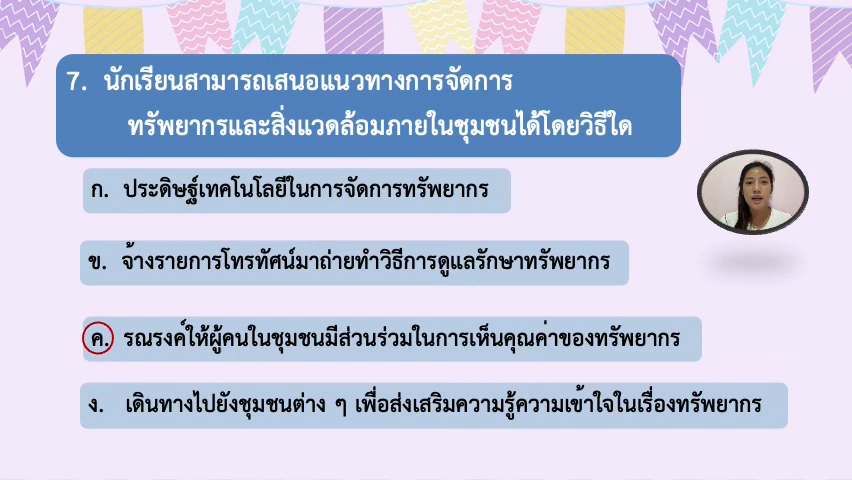 7. นักเรียนสามารถเสนอแนวทางการจัดการ
ทรัพยากรและสิ่งแวดล้อมภายในชุมชนได้โดยวิธีใด
ก. ประดิษฐ์เทคโนโลยีในการจัดการทรัพยากร
ข. จ้างรายการโทรทัศน์มาถ่ายทำวิธีการดูแลรักษาทรัพยากร
ค. รณรงค์ให้ผู้คนในชุมชนมีส่วนร่วมในการเห็นคุณค่าของทรัพยากร
ง. เดินทางไปยังชุมชนต่าง ๆ เพื่อส่งเสริมความรู้ความเข้าใจในเรื่องทรัพยากร